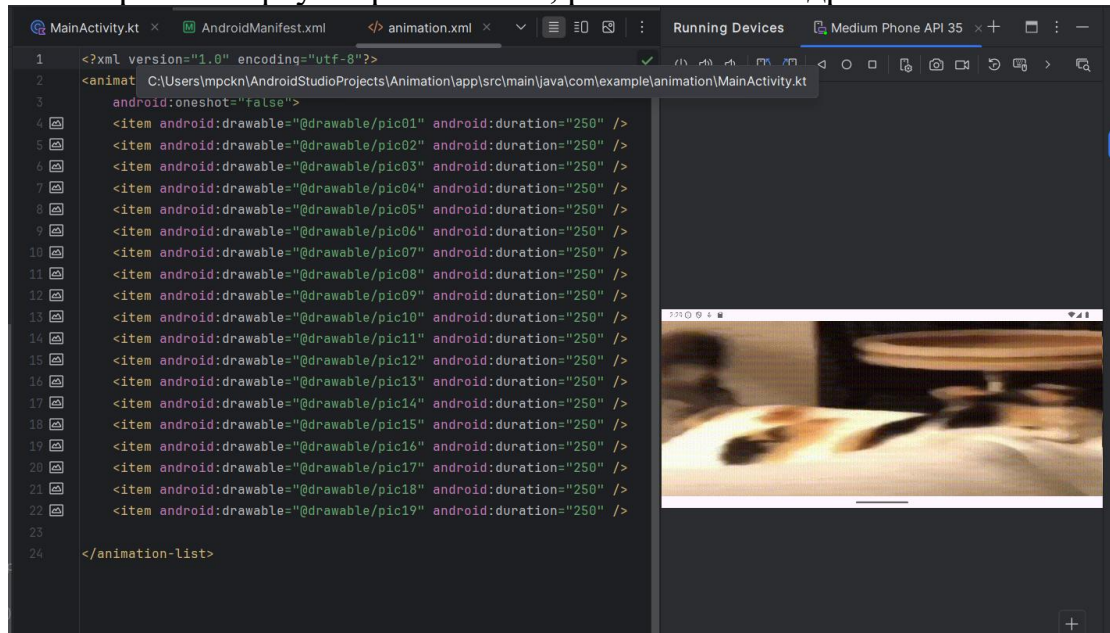 MainActivity.kt
AndroidManifest.xml
animation.xml
Running Devices
Medium Phone API 35
1 <?xml version="1.0" encoding="utf-8"?>
2 <animat
C:\Users\mpckn\AndroidStudioProjects\Animation\app\src\main\java\com\example\animation\MainActivity.kt
3 android:oneshot="false">
4 <item android:drawable="@drawable/pic01" android:duration="250" />
5 <item android:drawable="@drawable/pic02" android:duration="250" />
6 <item android:drawable="@drawable/pic03" android:duration="250" />
7 <item android:drawable="@drawable/pic04" android:duration="250" />
8 <item android:drawable="@drawable/pic05" android:duration="250" />
9 <item android:drawable="@drawable/pic06" android:duration="250" />
10 <item android:drawable="@drawable/pic07" android:duration="250" />
11 <item android:drawable="@drawable/pic08" android:duration="250" />
12 <item android:drawable="@drawable/pic09" android:duration="250" />
13 <item android:drawable="@drawable/pic10" android:duration="250" />
14 <item android:drawable="@drawable/pic11" android:duration="250" />
15 <item android:drawable="@drawable/pic12" android:duration="250" />
16 <item android:drawable="@drawable/pic13" android:duration="250" />
17 <item android:drawable="@drawable/pic14" android:duration="250" />
18 <item android:drawable="@drawable/pic15" android:duration="250" />
19 <item android:drawable="@drawable/pic16" android:duration="250" />
20 <item android:drawable="@drawable/pic17" android:duration="250" />
21 <item android:drawable="@drawable/pic18" android:duration="250" />
22 <item android:drawable="@drawable/pic19" android:duration="250" />
23
24 </animation-list>